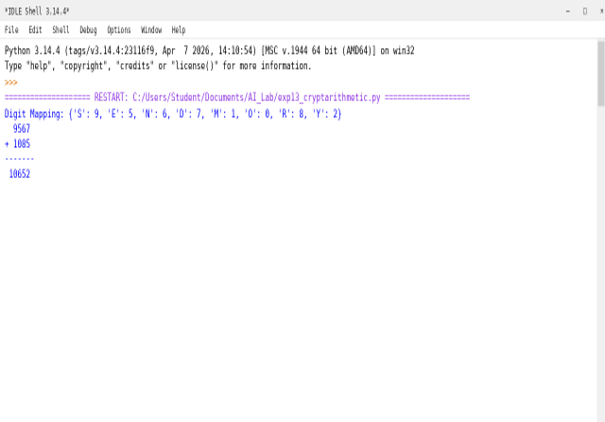 *IDLE Shell 3.14.4*
File Edit Shell Debug Options Window Help
Python 3.14.4 (tags/v3.14.4:23116f9, Apr  7 2026, 14:10:54) [MSC v.1944 64 bit (AMD64)] on win32
Type "help", "copyright", "credits" or "license()" for more information.
>>>
==================== RESTART: C:/Users/Student/Documents/AI_Lab/exp13_cryptarithmetic.py ====================
Digit Mapping: {'S': 9, 'E': 5, 'N': 6, 'D': 7, 'M': 1, 'O': 0, 'R': 8, 'Y': 2}
  9567
+ 1085
-------
 10652